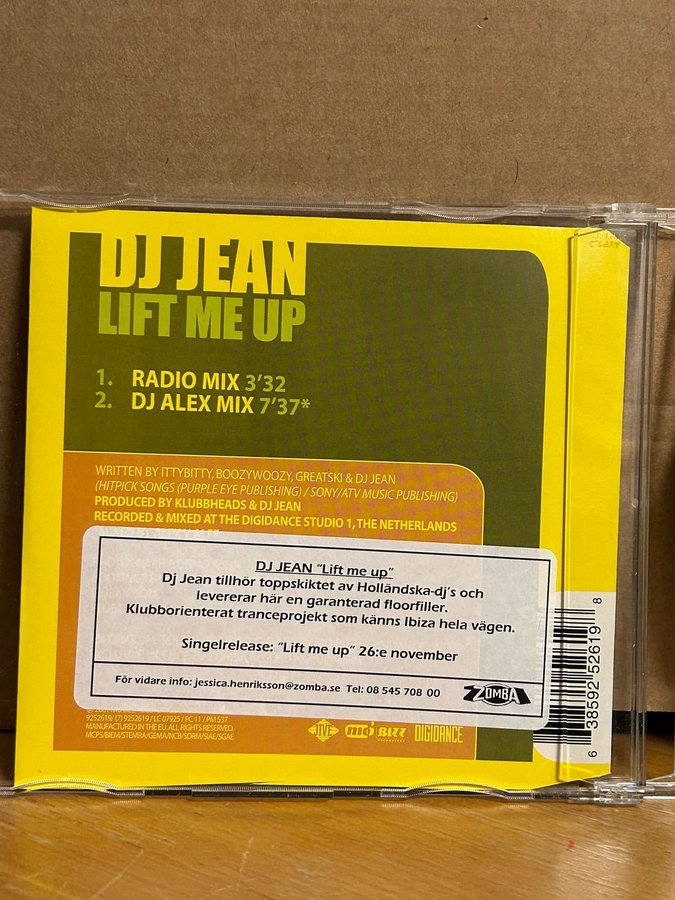 DJ JEAN
LIFT ME UP
1. RADIO MIX 3'32
2. DJ ALEX MIX 7'37*
WRITTEN BY ITTYBITTY, BOOZYWOOZY, GREATSKI & DJ JEAN
(HITPICK SONGS (PURPLE EYE PUBLISHING) / SONY/ATV MUSIC PUBLISHING)
PRODUCED BY KLUBBHEADS & DJ JEAN
RECORDED & MIXED AT THE DIGIDANCE STUDIO 1, THE NETHERLANDS
DJ JEAN "Lift me up"
Dj Jean tillhör toppskiktet av Holländska-dj's och
levererar här en garanterad floorfiller.
Klubborienterat tranceprojekt som känns Ibiza hela vägen.
Singelrelease: "Lift me up" 26:e november
För vidare info: jessica.henriksson@zomba.se Tel: 08 545 708 00
ZOMBA
9252619/ (7) 9252619 / LC 07925 / PC 11 / PM 537
MANUFACTURED IN THE EU. ALL RIGHTS RESERVED.
MCPS/BIEM/STEMRA/GEMA/NCB/SDRM/SIAE/SGAE
JIVE
mo BIZZ
DIGIDANCE
6 38592 52619 8